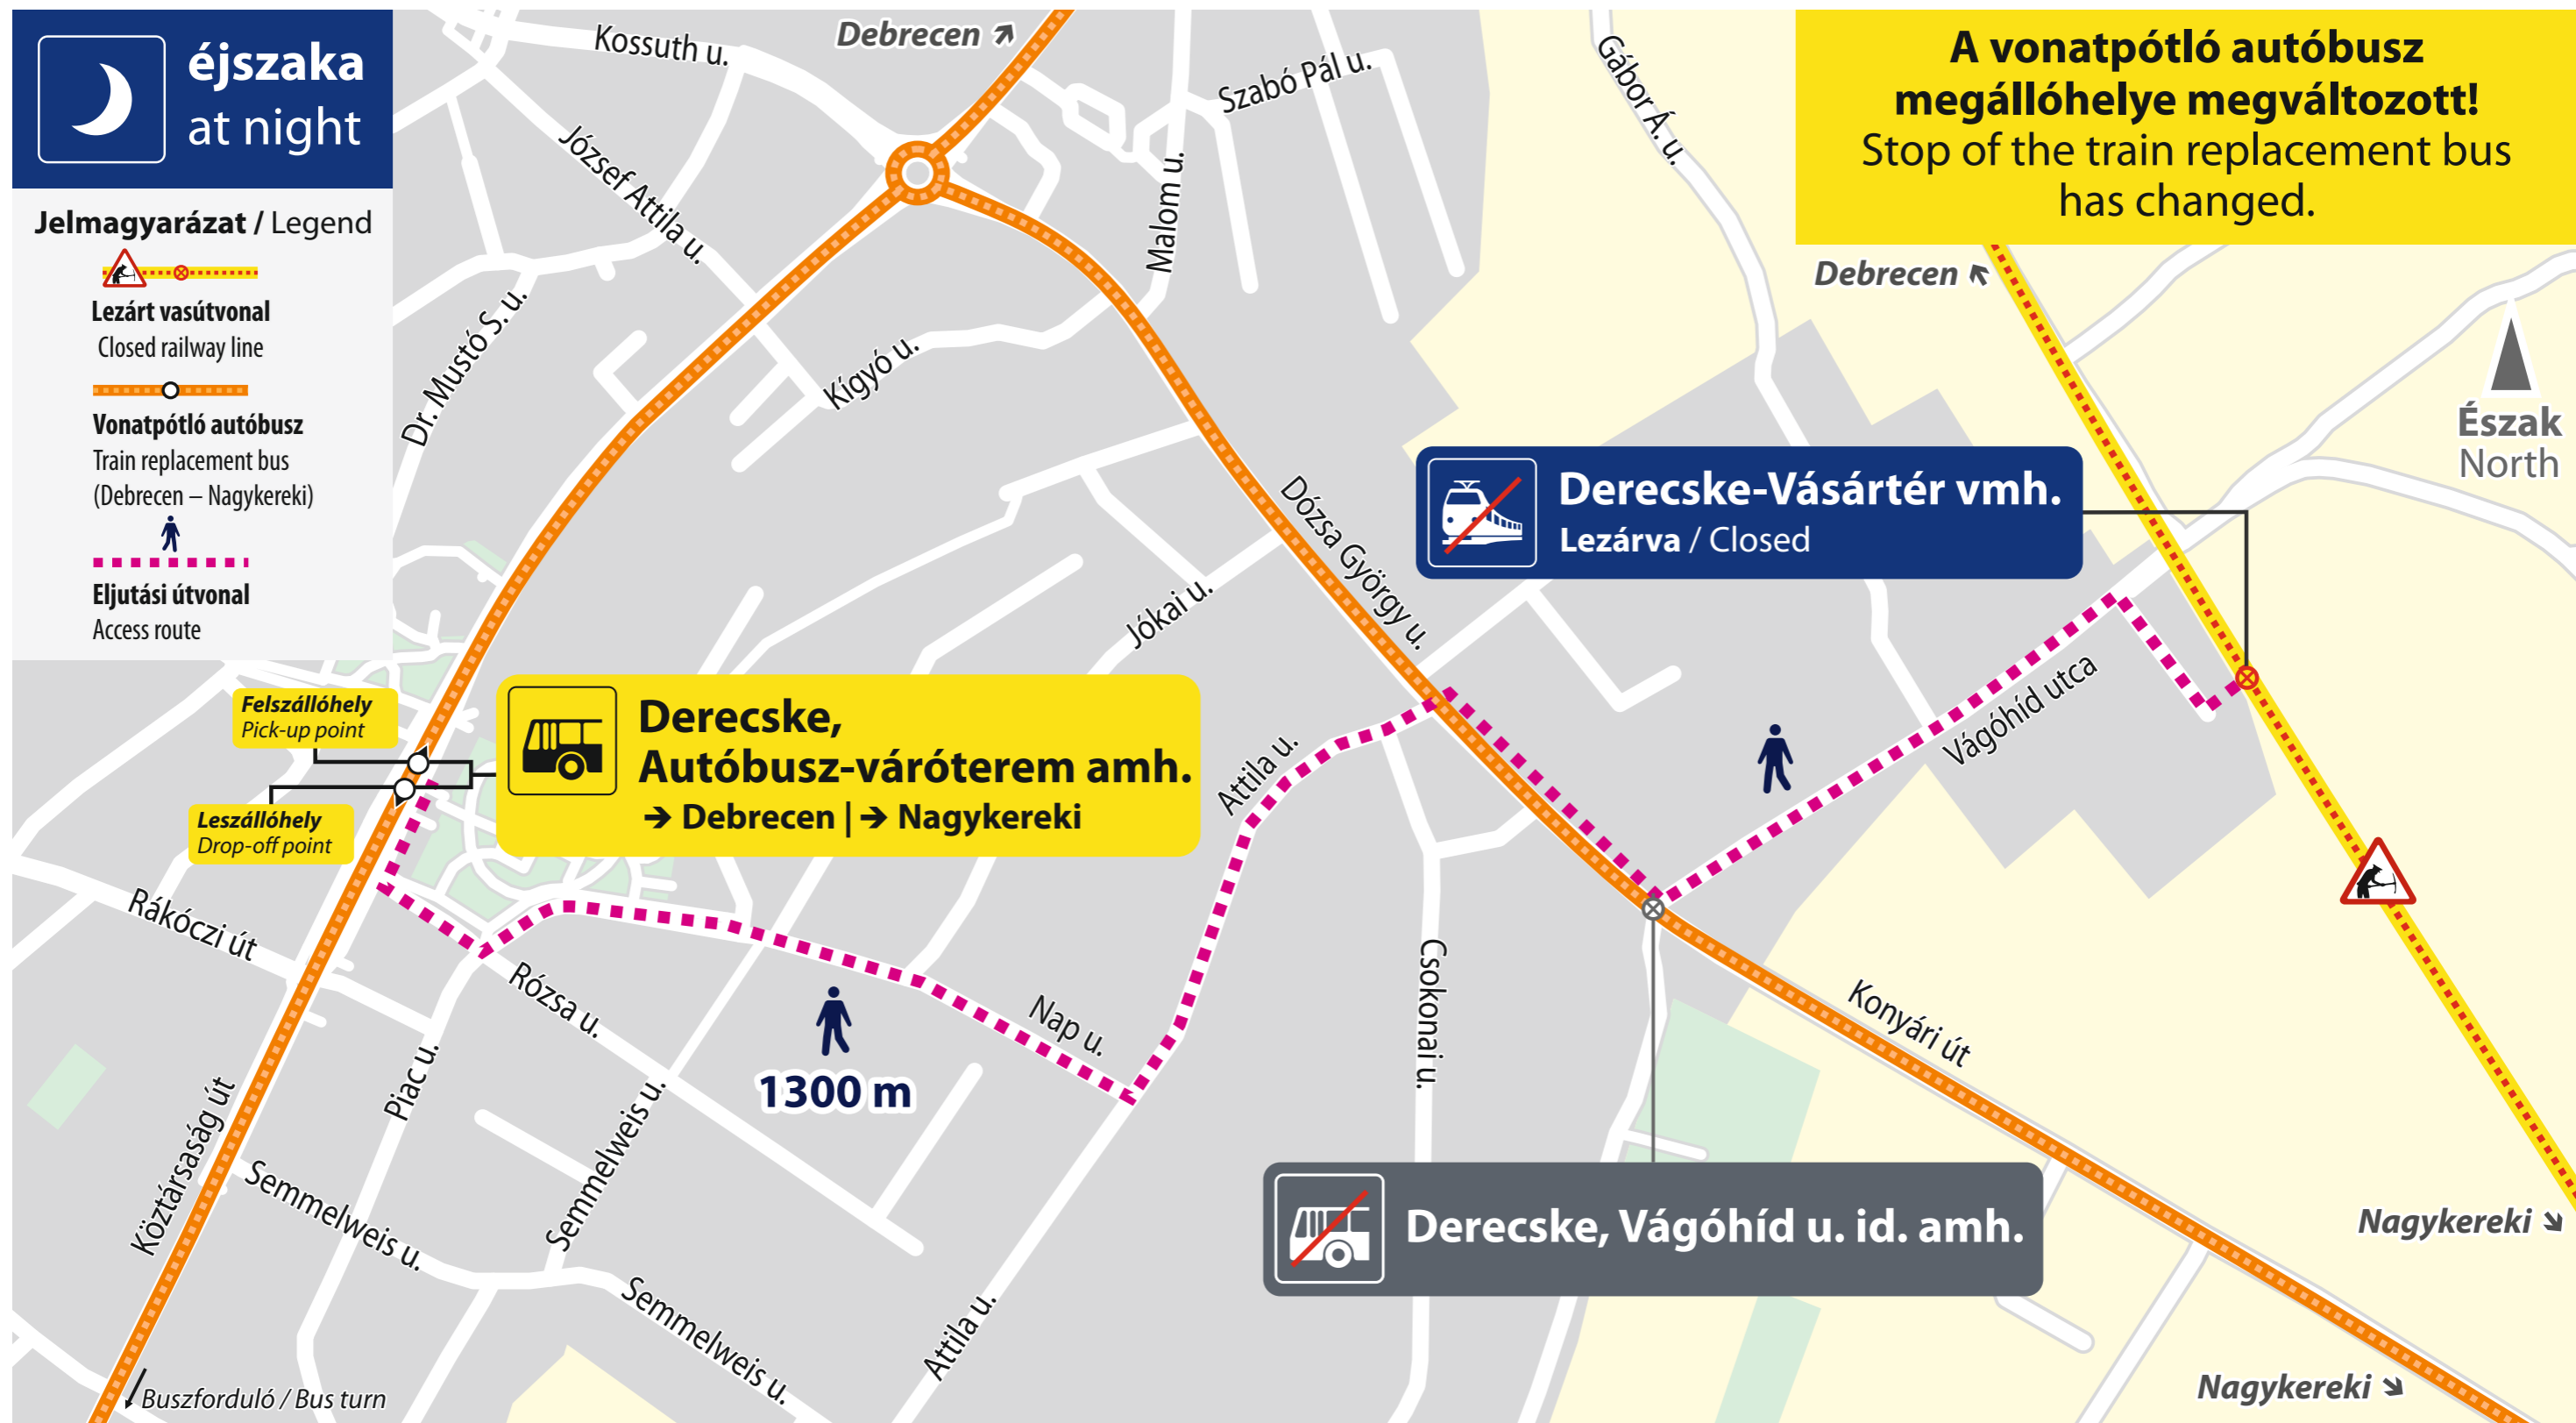 éjszaka
at night
Jelmagyarázat / Legend
Lezárt vasútvonal
Closed railway line
Vonatpótló autóbusz
Train replacement bus
(Debrecen – Nagykereki)
Eljutási útvonal
Access route
A vonatpótló autóbusz
megállóhelye megváltozott!
Stop of the train replacement bus
has changed.
Debrecen
Kossuth u.
József Attila u.
Szabó Pál u.
Malom u.
Gábor Á. u.
Debrecen
Észak
North
Dr. Mustó S. u.
Kígyó u.
Dózsa György u.
Jókai u.
Derecske-Vásártér vmh.
Lezárva / Closed
Vágóhíd utca
Felszállóhely
Pick-up point
Leszállóhely
Drop-off point
Derecske,
Autóbusz-váróterem amh.
➔ Debrecen | ➔ Nagykereki
Attila u.
Rákóczi út
Rózsa u.
Nap u.
1300 m
Csokonai u.
Konyári út
Piac u.
Köztársaság út
Semmelweis u.
Semmelweis u.
Semmelweis u.
Attila u.
Derecske, Vágóhíd u. id. amh.
Nagykereki
Nagykereki
Buszforduló / Bus turn